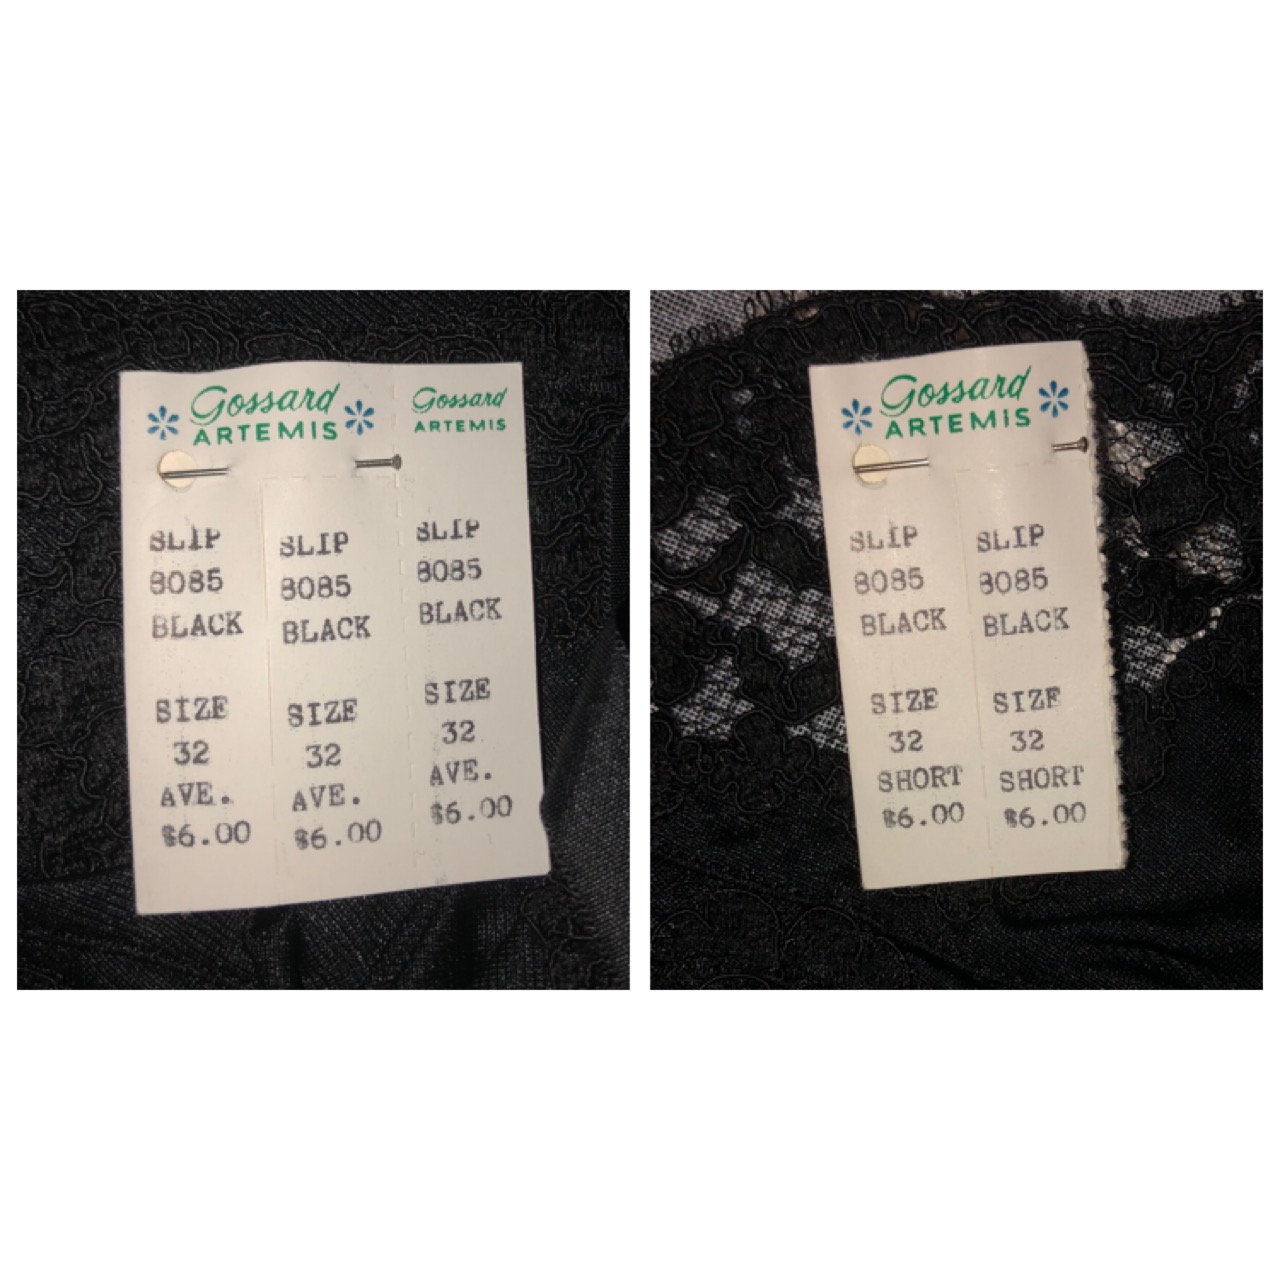 Gossard
ARTEMIS
Gossard
ARTEMIS
SLIP
8085
BLACK
SIZE
32
AVE.
$6.00
SLIP
8085
BLACK
SIZE
32
AVE.
$6.00
SLIP
8085
BLACK
SIZE
32
AVE.
$6.00
Gossard
ARTEMIS
SLIP
8085
BLACK
SIZE
32
SHORT
$6.00
SLIP
8085
BLACK
SIZE
32
SHORT
$6.00